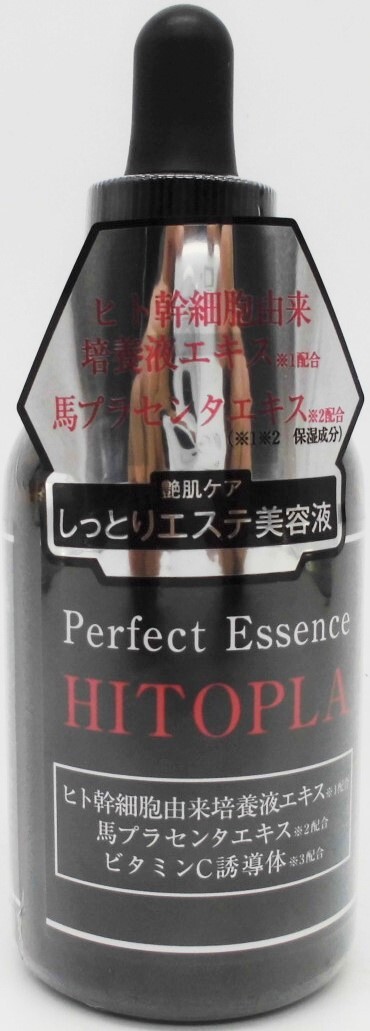 ヒト幹細胞由来
培養液エキス※1配合
馬プラセンタエキス※2配合
(※1※2 保湿成分)
艶肌ケア
しっとりエステ美容液
Perfect Essence
HITOPLA
ヒト幹細胞由来培養液エキス※1配合
馬プラセンタエキス※2配合
ビタミンC誘導体※3配合